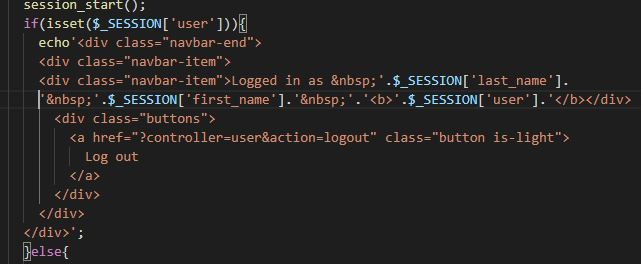 session_start();
if(isset($_SESSION['user'])){
echo'<div class="navbar-end">
<div class="navbar-item">
<div class="navbar-item">Logged in as &nbsp;'.$_SESSION['last_name'].
'&nbsp;'.$_SESSION['first_name'].'&nbsp;'.'<b>'.$_SESSION['user'].'</b></div>
<div class="buttons">
<a href="?controller=user&action=logout" class="button is-light">
Log out
</a>
</div>
</div>
</div>';
}else{